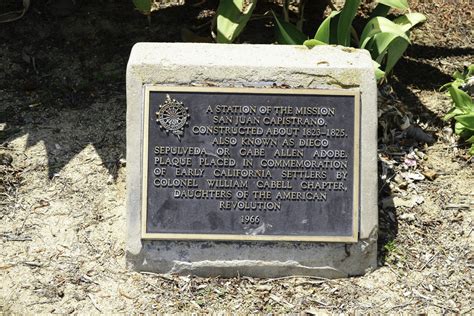 A STATION OF THE MISSION
SAN JUAN CAPISTRANO.
CONSTRUCTED ABOUT 1823-1825.
ALSO KNOWN AS DIEGO
SEPULVEDA OR GABE ALLEN ADOBE.
PLAQUE PLACED IN COMMEMORATION
OF EARLY CALIFORNIA SETTLERS BY
COLONEL WILLIAM CABELL CHAPTER,
DAUGHTERS OF THE AMERICAN
REVOLUTION
1966